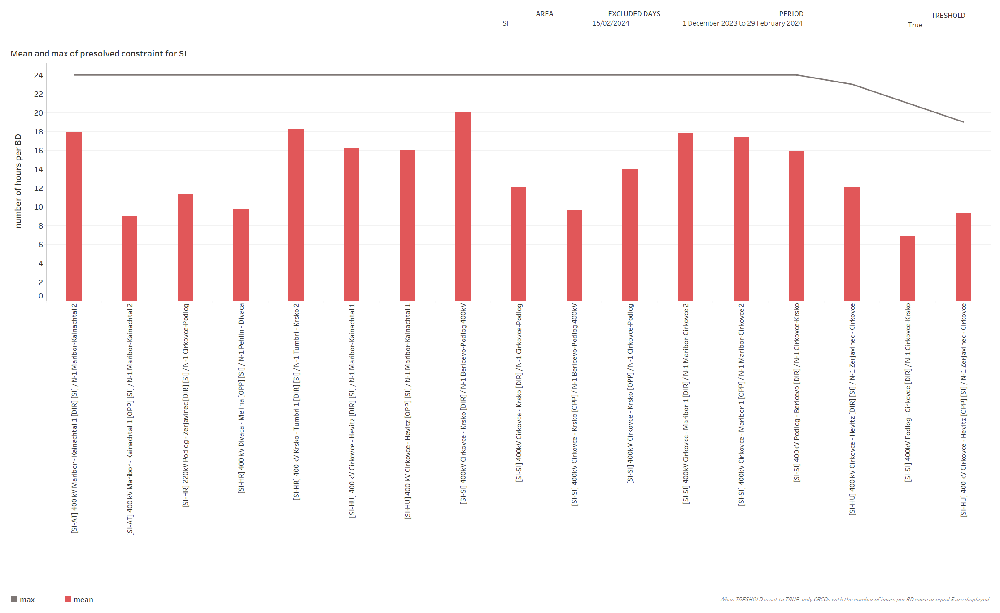 AREA
EXCLUDED DAYS
PERIOD
TRESHOLD
SI
15/02/2024
1 December 2023 to 29 February 2024
True
Mean and max of presolved constraint for SI
number of hours per BD
24
22
20
18
16
14
12
10
8
6
4
2
0
[SI-AT] 400 kV Maribor - Kainachtal 1 [DIR] [SI] / N-1 Maribor-Kainachtal 2
[SI-AT] 400 kV Maribor - Kainachtal 1 [OPP] [SI] / N-1 Maribor-Kainachtal 2
[SI-HR] 220kV Podlog - Zerjavinec [DIR] [SI] / N-1 Cirkovce-Podlog
[SI-HR] 400 kV Divaca - Melina [OPP] [SI] / N-1 Pehlin - Divaca
[SI-HR] 400 kV Krsko - Tumbri 1 [DIR] [SI] / N-1 Tumbri - Krsko 2
[SI-HU] 400 kV Cirkovce - Hevitz [DIR] [SI] / N-1 Maribor-Kainachtal 1
[SI-HU] 400 kV Cirkovce - Hevitz [OPP] [SI] / N-1 Maribor-Kainachtal 1
[SI-SI] 400kV Cirkovce - Krsko [DIR] / N-1 Bericevo-Podlog 400kV
[SI-SI] 400kV Cirkovce - Krsko [DIR] / N-1 Cirkovce-Podlog
[SI-SI] 400kV Cirkovce - Krsko [OPP] / N-1 Bericevo-Podlog 400kV
[SI-SI] 400kV Cirkovce - Krsko [OPP] / N-1 Cirkovce-Podlog
[SI-SI] 400kV Cirkovce - Maribor 1 [DIR] / N-1 Maribor-Cirkovce 2
[SI-SI] 400kV Cirkovce - Maribor 1 [OPP] / N-1 Maribor-Cirkovce 2
[SI-SI] 400kV Podlog - Bericevo [DIR] / N-1 Cirkovce-Krsko
[SI-HU] 400 kV Cirkovce - Hevitz [DIR] [SI] / N-1 Zerjavinec - Cirkovce
[SI-SI] 400kV Podlog - Cirkovce [DIR] / N-1 Cirkovce-Krsko
[SI-HU] 400 kV Cirkovce - Hevitz [OPP] [SI] / N-1 Zerjavinec - Cirkovce
max
mean
When TRESHOLD is set to TRUE, only CBCOs with the number of hours per BD more or equal 5 are displayed.